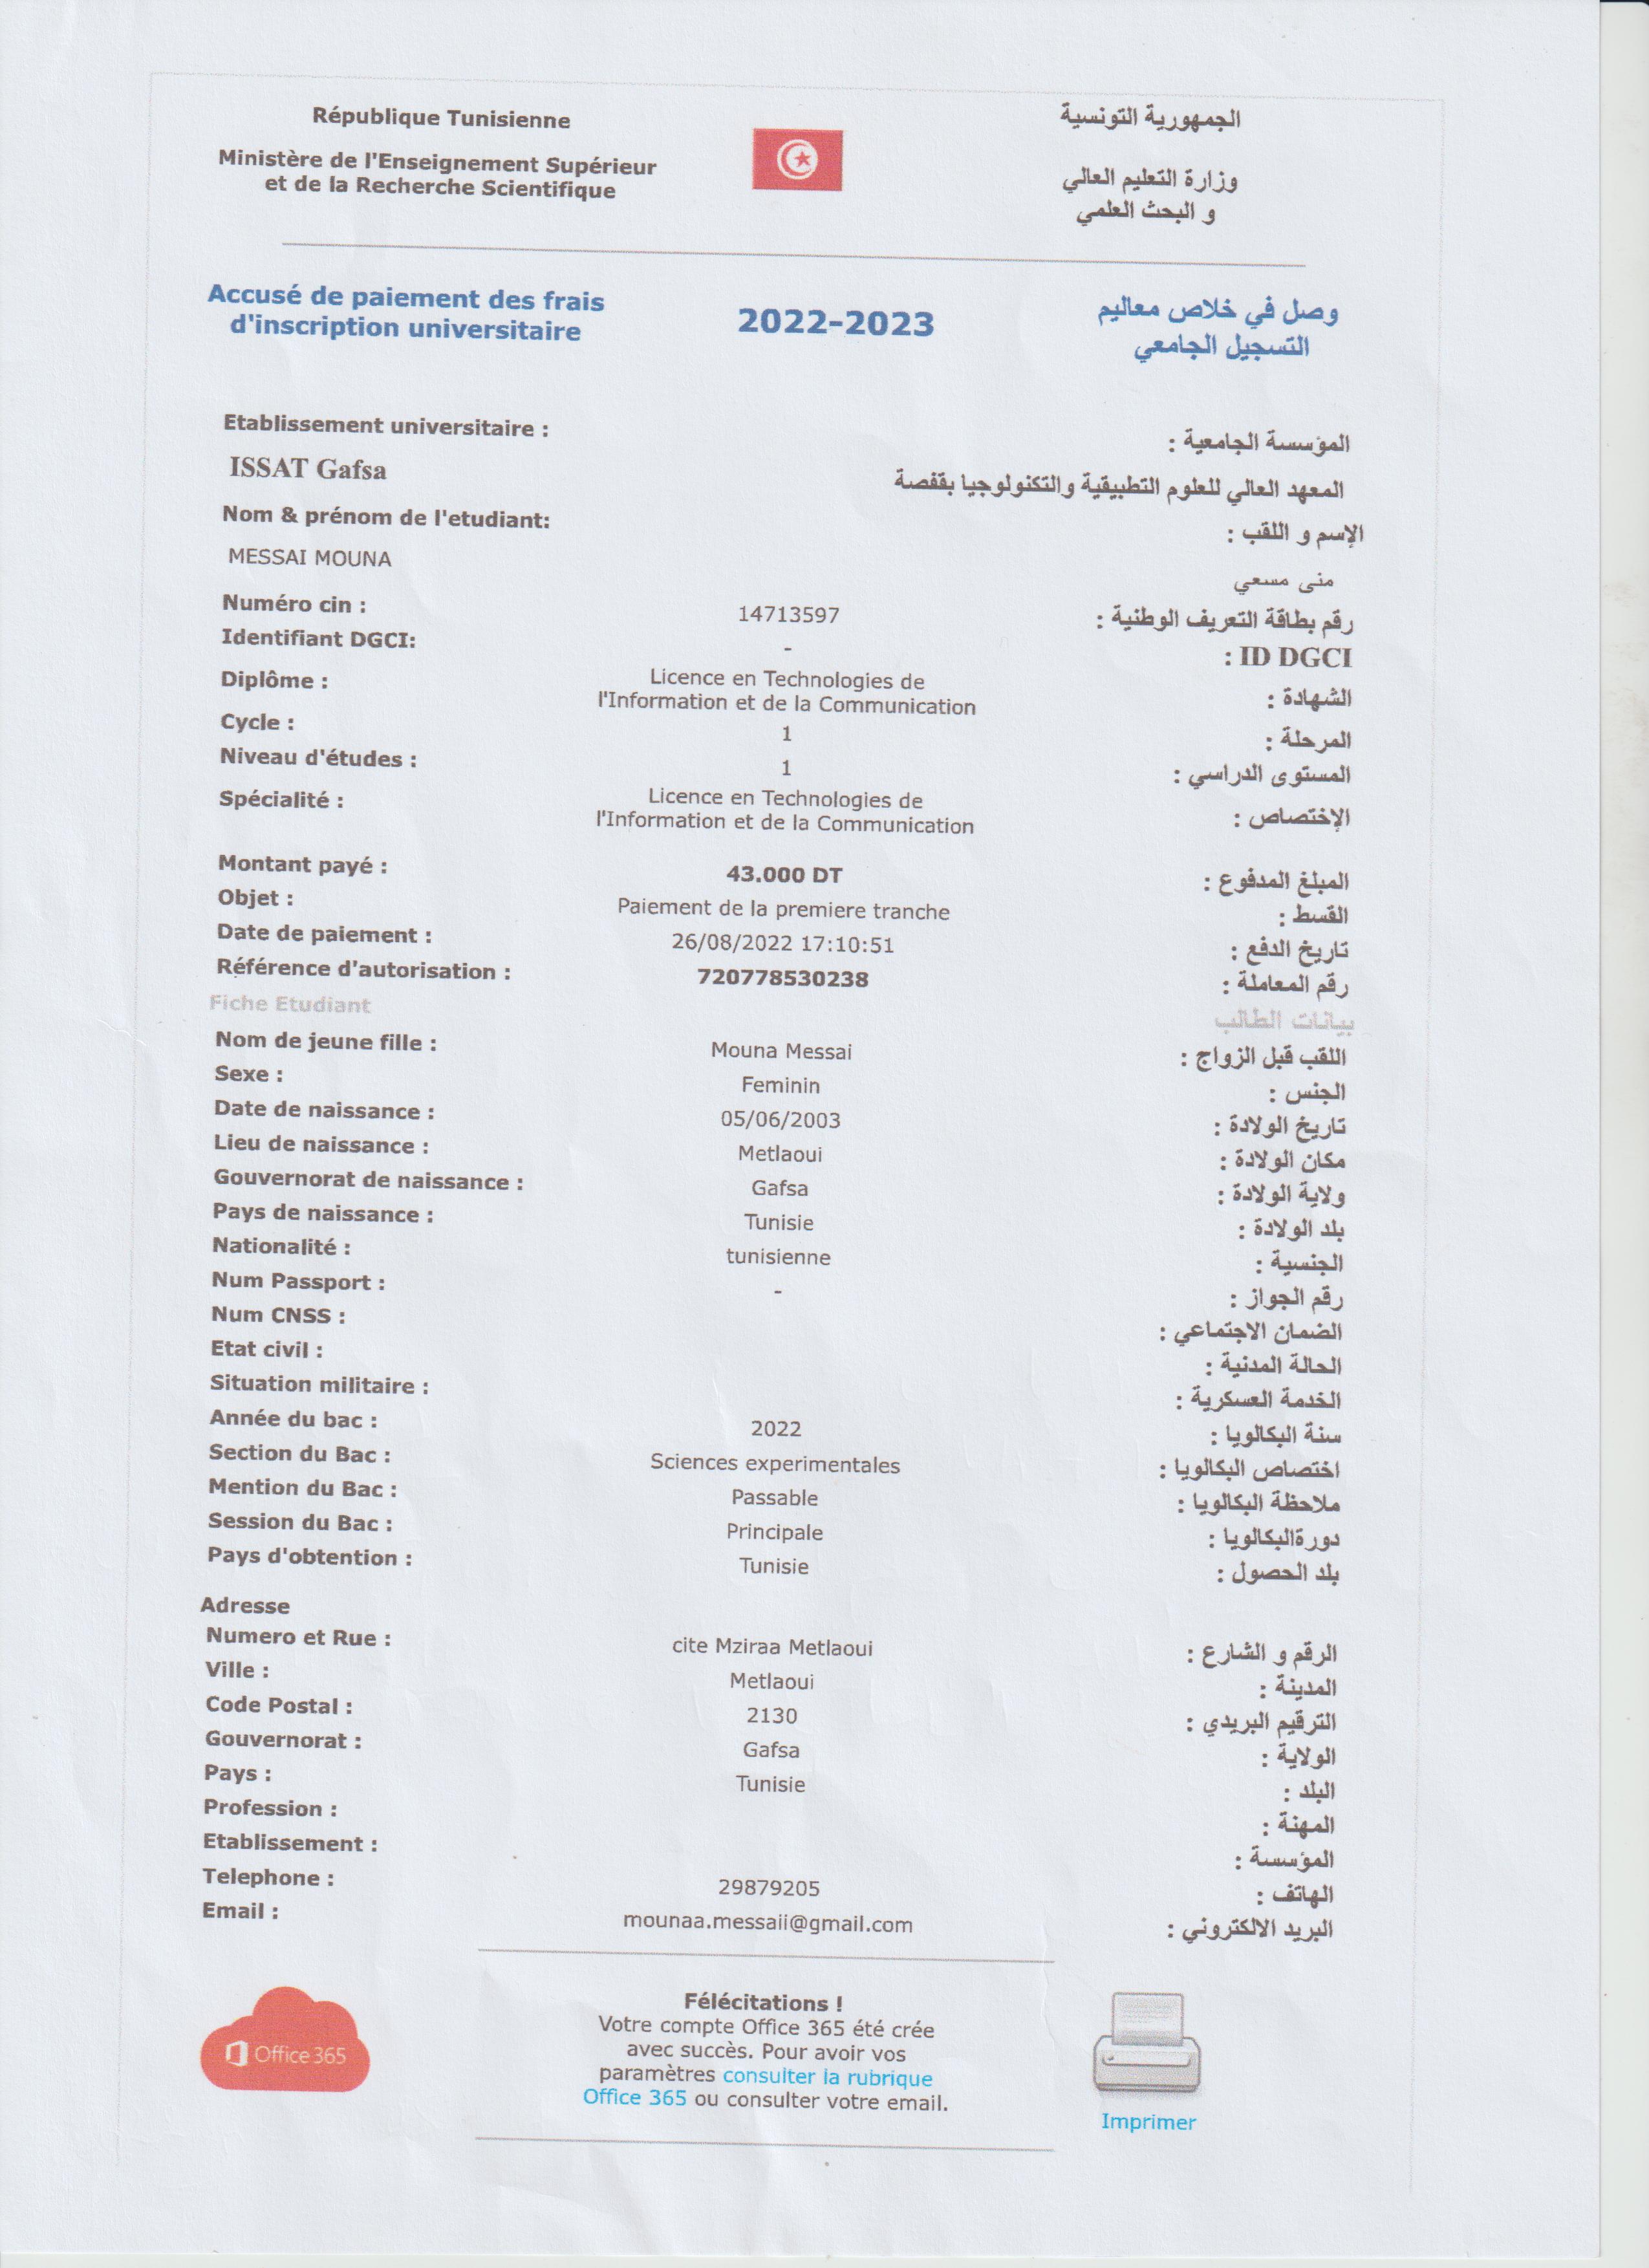 République Tunisienne
الجمهورية التونسية
Ministère de l'Enseignement Supérieur
et de la Recherche Scientifique
وزارة التعليم العالي
و البحث العلمي
Accusé de paiement des frais
d'inscription universitaire
2022-2023
وصل في خلاص معاليم
التسجيل الجامعي
Etablissement universitaire :
المؤسسة الجامعية :
ISSAT Gafsa
المعهد العالي للعلوم التطبيقية والتكنولوجيا بقفصة
Nom & prénom de l'etudiant:
الإسم و اللقب :
MESSAI MOUNA
منى مسعي
Numéro cin : 14713597 رقم بطاقة التعريف الوطنية :
Identifiant DGCI: - ID DGCI :
Diplôme : Licence en Technologies de
l'Information et de la Communication الشهادة :
Cycle : 1 المرحلة :
Niveau d'études : 1 المستوى الدراسي :
Spécialité : Licence en Technologies de
l'Information et de la Communication الإختصاص :
Montant payé : 43.000 DT المبلغ المدفوع :
Objet : Paiement de la premiere tranche القسط :
Date de paiement : 26/08/2022 17:10:51 تاريخ الدفع :
Référence d'autorisation : 720778530238 رقم المعاملة :
Fiche Etudiant بيانات الطالب
Nom de jeune fille : Mouna Messai اللقب قبل الزواج :
Sexe : Feminin الجنس :
Date de naissance : 05/06/2003 تاريخ الولادة :
Lieu de naissance : Metlaoui مكان الولادة :
Gouvernorat de naissance : Gafsa ولاية الولادة :
Pays de naissance : Tunisie بلد الولادة :
Nationalité : tunisienne الجنسية :
Num Passport : - رقم الجواز :
Num CNSS : الضمان الاجتماعي :
Etat civil : الحالة المدنية :
Situation militaire : الخدمة العسكرية :
Année du bac : 2022 سنة البكالويا :
Section du Bac : Sciences experimentales اختصاص البكالويا :
Mention du Bac : Passable ملاحظة البكالويا :
Session du Bac : Principale دورةالبكالويا :
Pays d'obtention : Tunisie بلد الحصول :
Adresse
Numero et Rue : cite Mziraa Metlaoui الرقم و الشارع :
Ville : Metlaoui المدينة :
Code Postal : 2130 الترقيم البريدي :
Gouvernorat : Gafsa الولاية :
Pays : Tunisie البلد :
Profession : المهنة :
Etablissement : المؤسسة :
Telephone : 29879205 الهاتف :
Email : mounaa.messaii@gmail.com البريد الالكتروني :
Félécitations !
Votre compte Office 365 été crée
avec succès. Pour avoir vos
paramètres consulter la rubrique
Office 365 ou consulter votre email.
Office 365
Imprimer